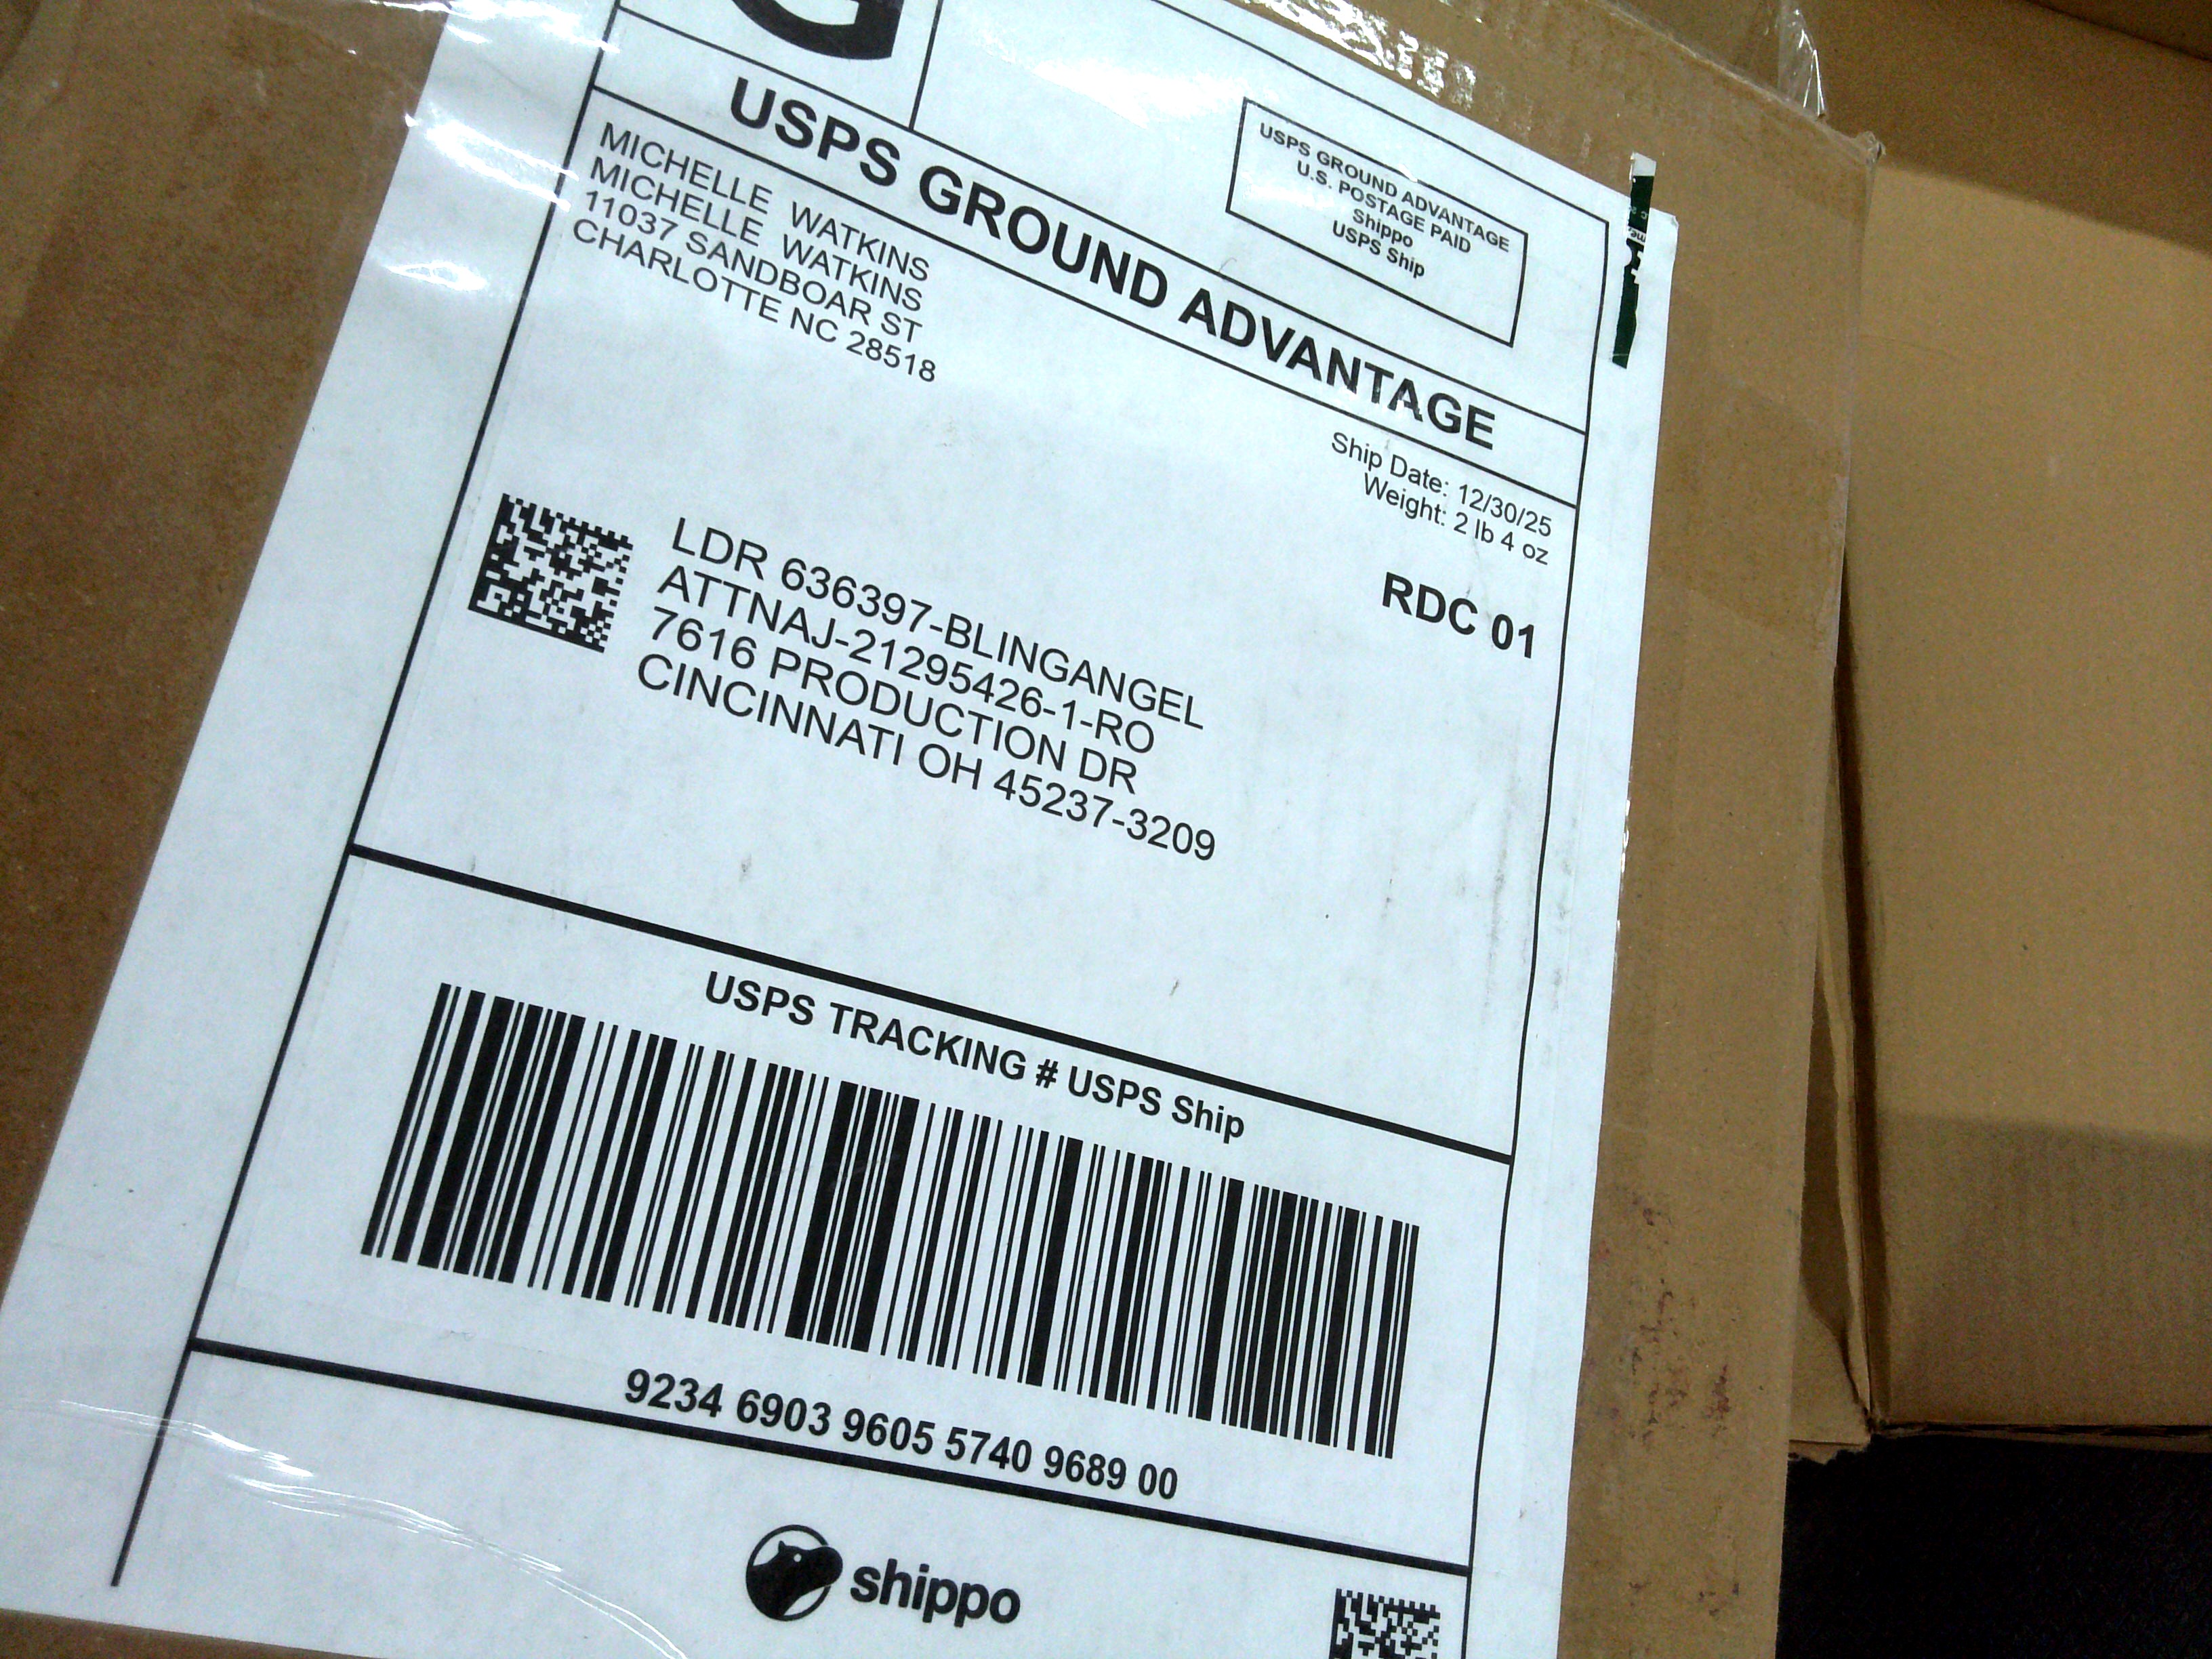 G
USPS GROUND ADVANTAGE
U.S. POSTAGE PAID
Shippo
USPS Ship
USPS GROUND ADVANTAGE
MICHELLE WATKINS
MICHELLE WATKINS
11037 SANDBOAR ST
CHARLOTTE NC 28518
Ship Date: 12/30/25
Weight: 2 lb 4 oz
RDC 01
LDR 636397-BLINGANGEL
ATTNAJ-21295426-1-RO
7616 PRODUCTION DR
CINCINNATI OH 45237-3209
USPS TRACKING # USPS Ship
9234 6903 9605 5740 9689 00
shippo